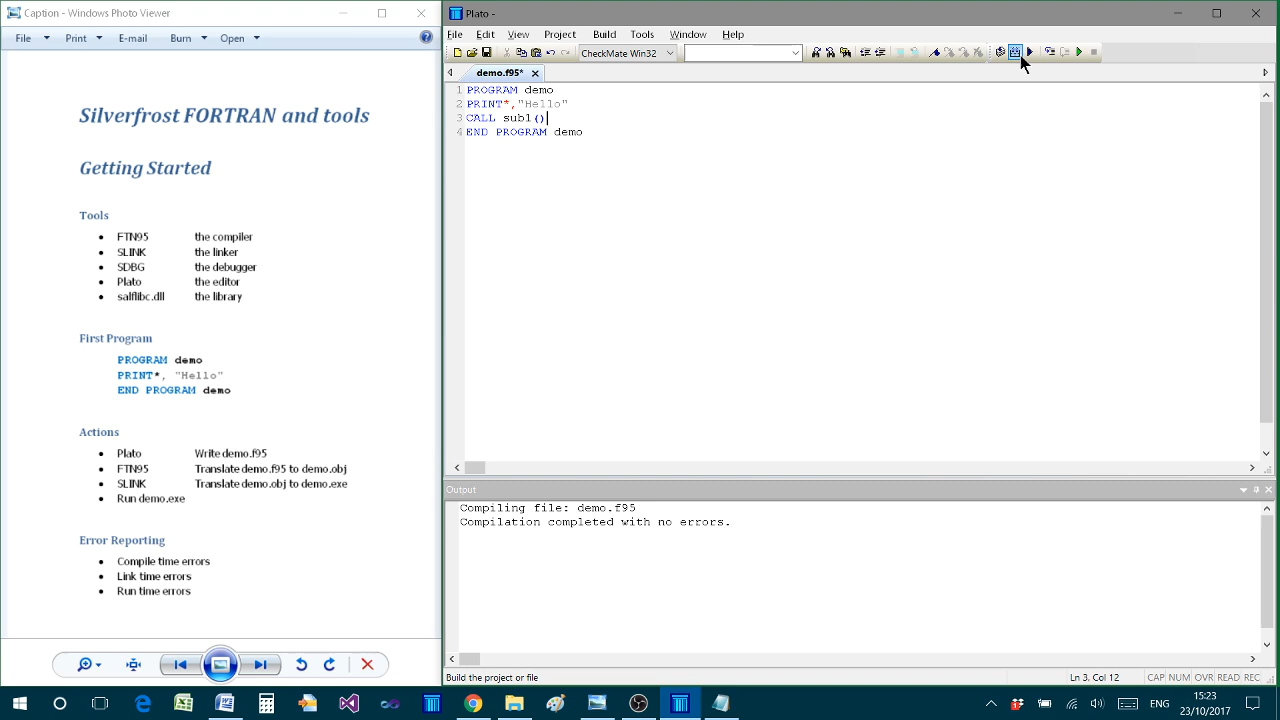 Caption - Windows Photo Viewer
File Print E-mail Burn Open
Silverfrost FORTRAN and tools
Getting Started
Tools
• FTN95 the compiler
• SLINK the linker
• SDBG the debugger
• Plato the editor
• salflibc.dll the library
First Program
PROGRAM demo
PRINT*, "Hello"
END PROGRAM demo
Actions
• Plato Write demo.f95
• FTN95 Translate demo.f95 to demo.obj
• SLINK Translate demo.obj to demo.exe
• Run demo.exe
Error Reporting
• Compile time errors
• Link time errors
• Run time errors
Plato -
File Edit View Project Build Tools Window Help
CheckMate Win32
demo.f95*
1 PROGRAM demo
2 PRINT*,"Hello"
3 CALL sub1()
4 END PROGRAM demo
Output
Compiling file: demo.f95
Compilation completed with no errors.
Build the project or file Ln 3, Col 12 CAP NUM OVR READ REC
ENG 15:23
23/10/2017